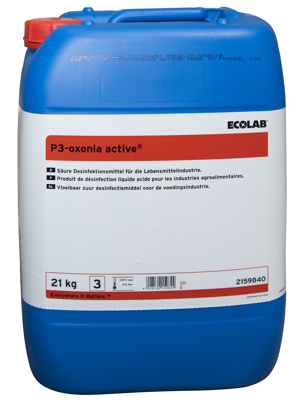 ECOLAB®
P3-oxonia active®
D Säure Desinfektionsmittel für die Lebensmittelindustrie.
F Produit de désinfection liquide acide pour les industries agroalimentaires.
NL Vloeibaar zuur desinfectiemiddel voor de voedingsindustrie.
21 kg 3 2159840
Everywhere It Matters.™